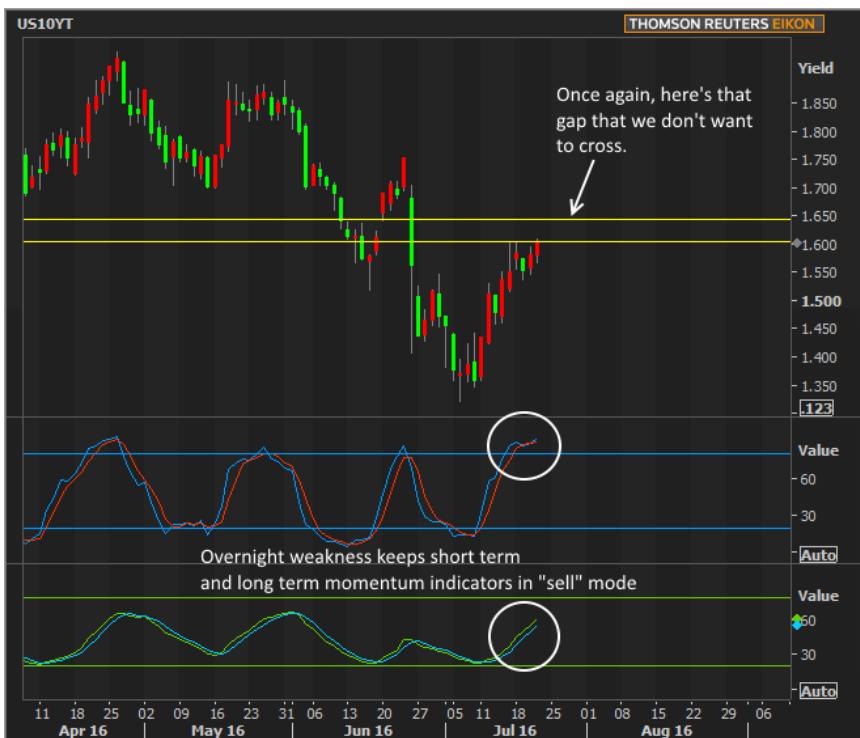 US10YT
THOMSON REUTERS EIKON
Yield
Once again, here's that
gap that we don't want
to cross.
1.850
1.800
1.750
1.700
1.650
1.600
1.550
1.500
1.450
1.400
1.350
.123
Value
60
30
Auto
Overnight weakness keeps short term
and long term momentum indicators in "sell" mode
Value
60
30
Auto
11 18 25 02 09 16 23 31 06 13 20 27 05 11 18 25 01 08 15 22 29 06
Apr 16 May 16 Jun 16 Jul 16 Aug 16